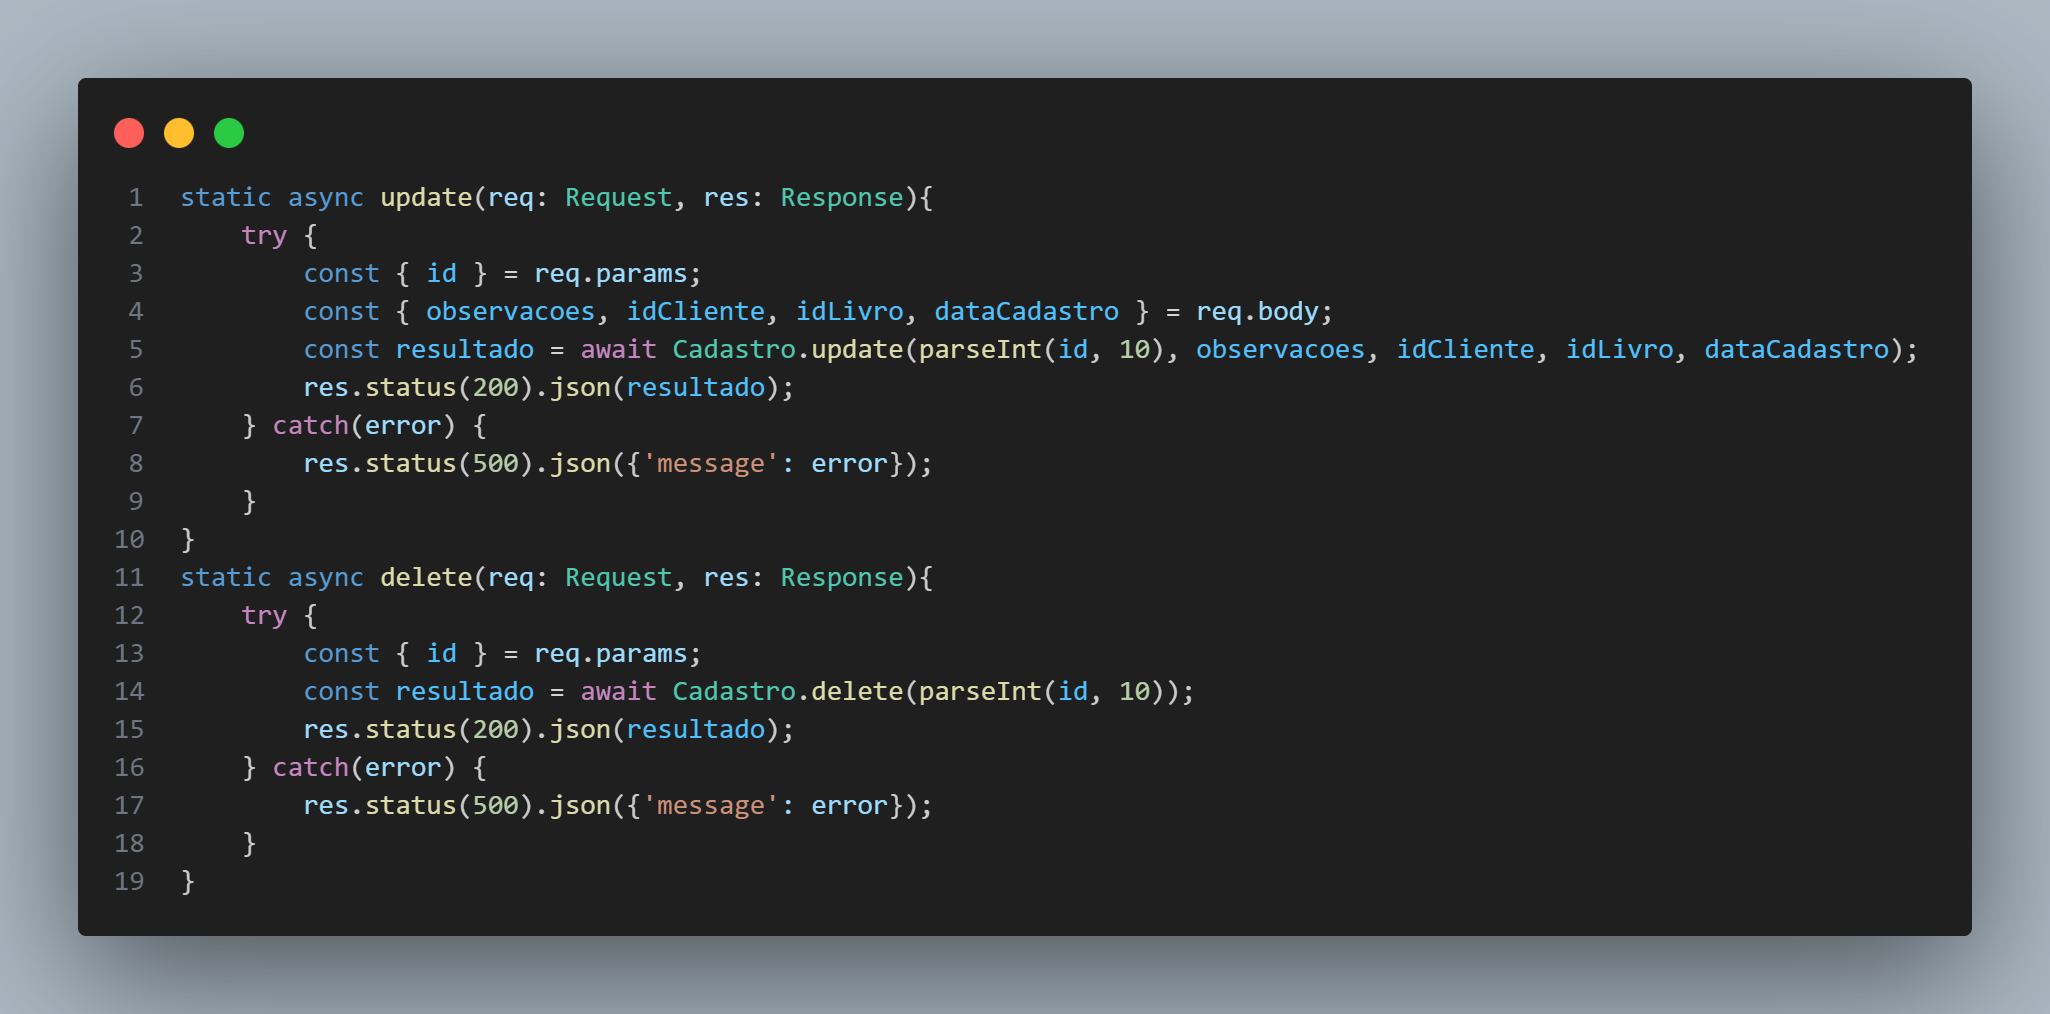 1 static async update(req: Request, res: Response){
2     try {
3         const { id } = req.params;
4         const { observacoes, idCliente, idLivro, dataCadastro } = req.body;
5         const resultado = await Cadastro.update(parseInt(id, 10), observacoes, idCliente, idLivro, dataCadastro);
6         res.status(200).json(resultado);
7     } catch(error) {
8         res.status(500).json({'message': error});
9     }
10 }
11 static async delete(req: Request, res: Response){
12     try {
13         const { id } = req.params;
14         const resultado = await Cadastro.delete(parseInt(id, 10));
15         res.status(200).json(resultado);
16     } catch(error) {
17         res.status(500).json({'message': error});
18     }
19 }